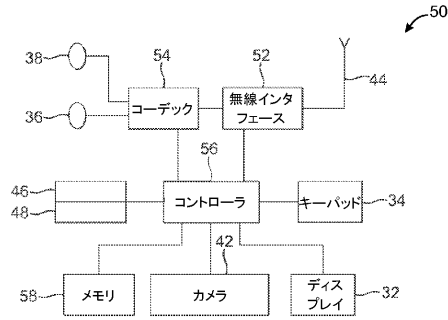 50
38
54
52
44
コーデック
無線インタ
フェース
36
56
46
48
コントローラ
キーパッド
34
42
58
メモリ
カメラ
ディス
プレイ
32